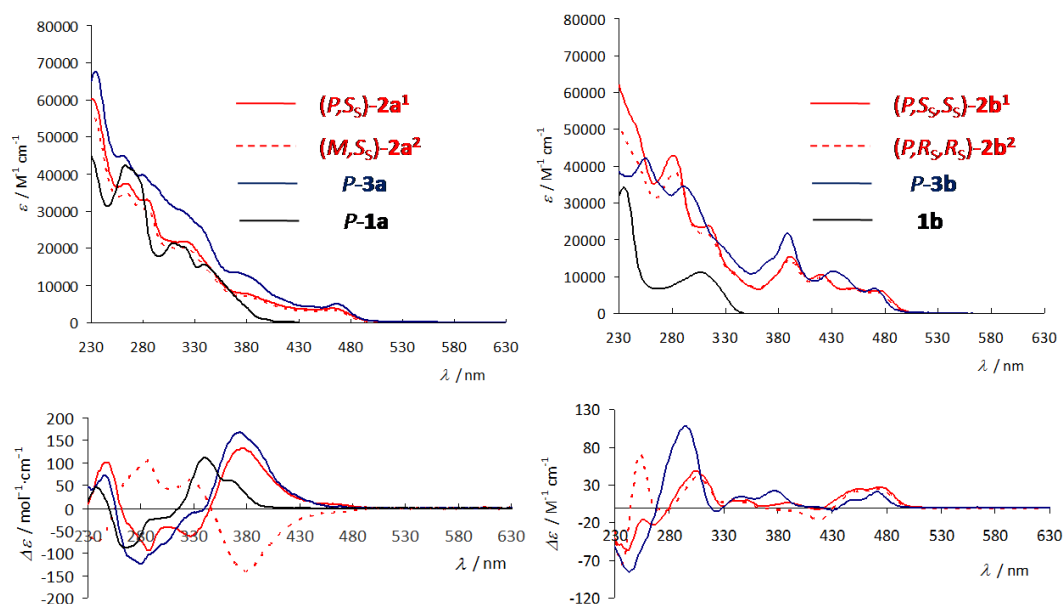 80000
70000
60000
50000
40000
30000
20000
10000
0
ε / M⁻¹ cm⁻¹
230 280 330 380 430 480 530 580 630
λ / nm
(P,S_S)-2a¹
(M,S_S)-2a²
P-3a
P-1a
80000
70000
60000
50000
40000
30000
20000
10000
0
ε / M⁻¹ cm⁻¹
230 280 330 380 430 480 530 580 630
λ / nm
(P,S_S,S_S)-2b¹
(P,R_S,R_S)-2b²
P-3b
1b
200
150
100
50
0
-50
-100
-150
-200
Δε / mol⁻¹·cm⁻¹
230 280 330 380 430 480 530 580 630
λ / nm
130
80
30
-20
-70
-120
Δε / M⁻¹ cm⁻¹
230 280 330 380 430 480 530 580 630
λ / nm